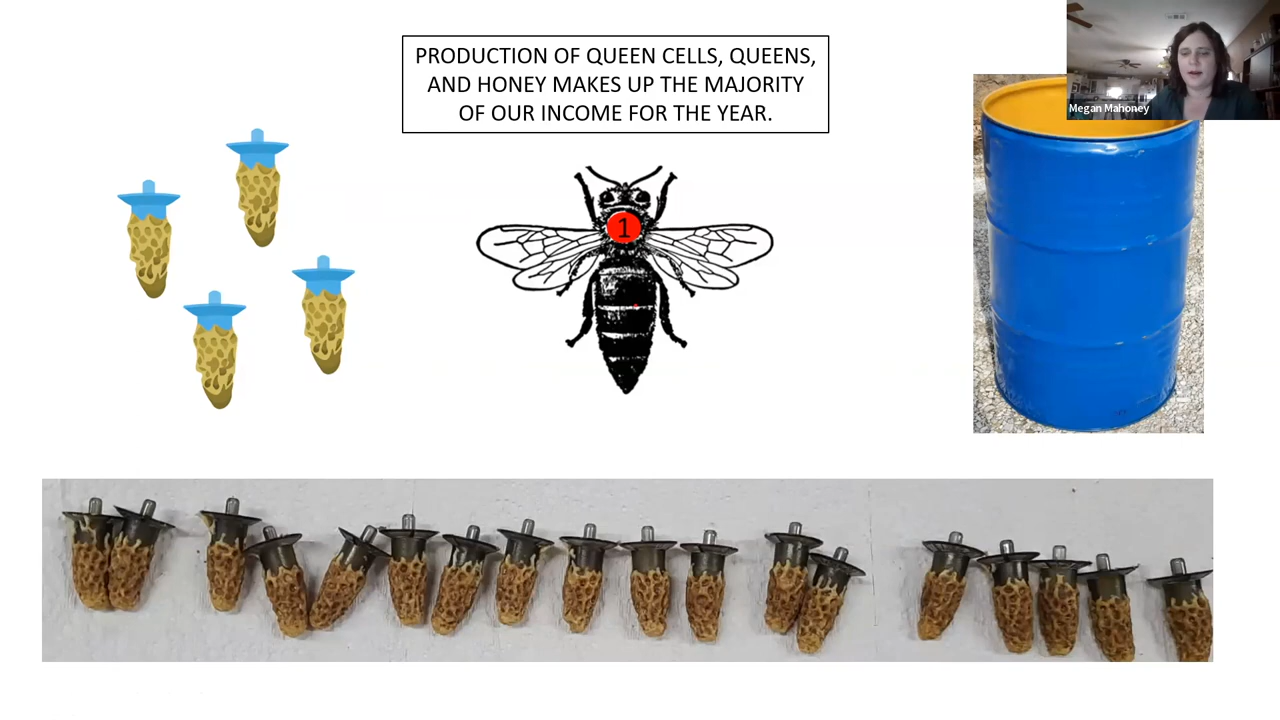 PRODUCTION OF QUEEN CELLS, QUEENS,
AND HONEY MAKES UP THE MAJORITY
OF OUR INCOME FOR THE YEAR.
Megan Mahoney
1